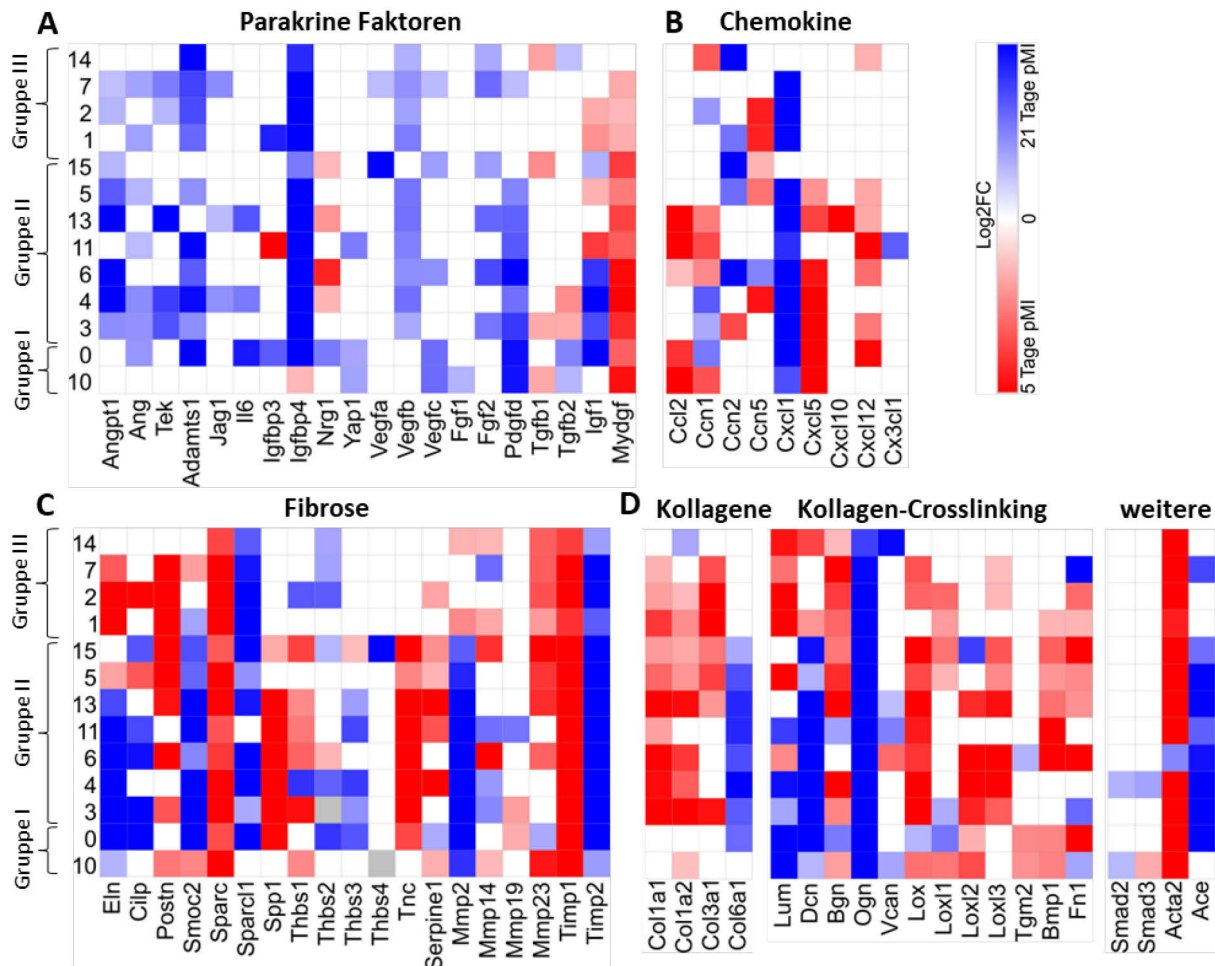 A Parakrine Faktoren
Gruppe III
Gruppe II
Gruppe I
14
7
2
1
15
5
13
11
6
4
3
0
10
Angpt1
Ang
Tek
Adamts1
Jag1
Il6
Igfbp3
Igfbp4
Nrg1
Yap1
Vegfa
Vegfb
Vegfc
Fgf1
Fgf2
Pdgfd
Tgfb1
Tgfb2
Igf1
Mydgf
B Chemokine
Ccl2
Ccn1
Ccn2
Ccn5
Cxcl1
Cxcl5
Cxcl10
Cxcl12
Cx3cl1
Log2FC
5 Tage pMI
0
21 Tage pMI
C Fibrose
Gruppe III
Gruppe II
Gruppe I
14
7
2
1
15
5
13
11
6
4
3
0
10
Eln
Cilp
Postn
Smoc2
Sparc
Sparcl1
Spp1
Thbs1
Thbs2
Thbs3
Thbs4
Tnc
Serpine1
Mmp2
Mmp14
Mmp19
Mmp23
Timp1
Timp2
D Kollagene
Col1a1
Col1a2
Col3a1
Col6a1
Kollagen-Crosslinking
Lum
Dcn
Bgn
Ogn
Vcan
Lox
Loxl1
Loxl2
Loxl3
Tgm2
Bmp1
Fn1
weitere
Smad2
Smad3
Acta2
Ace